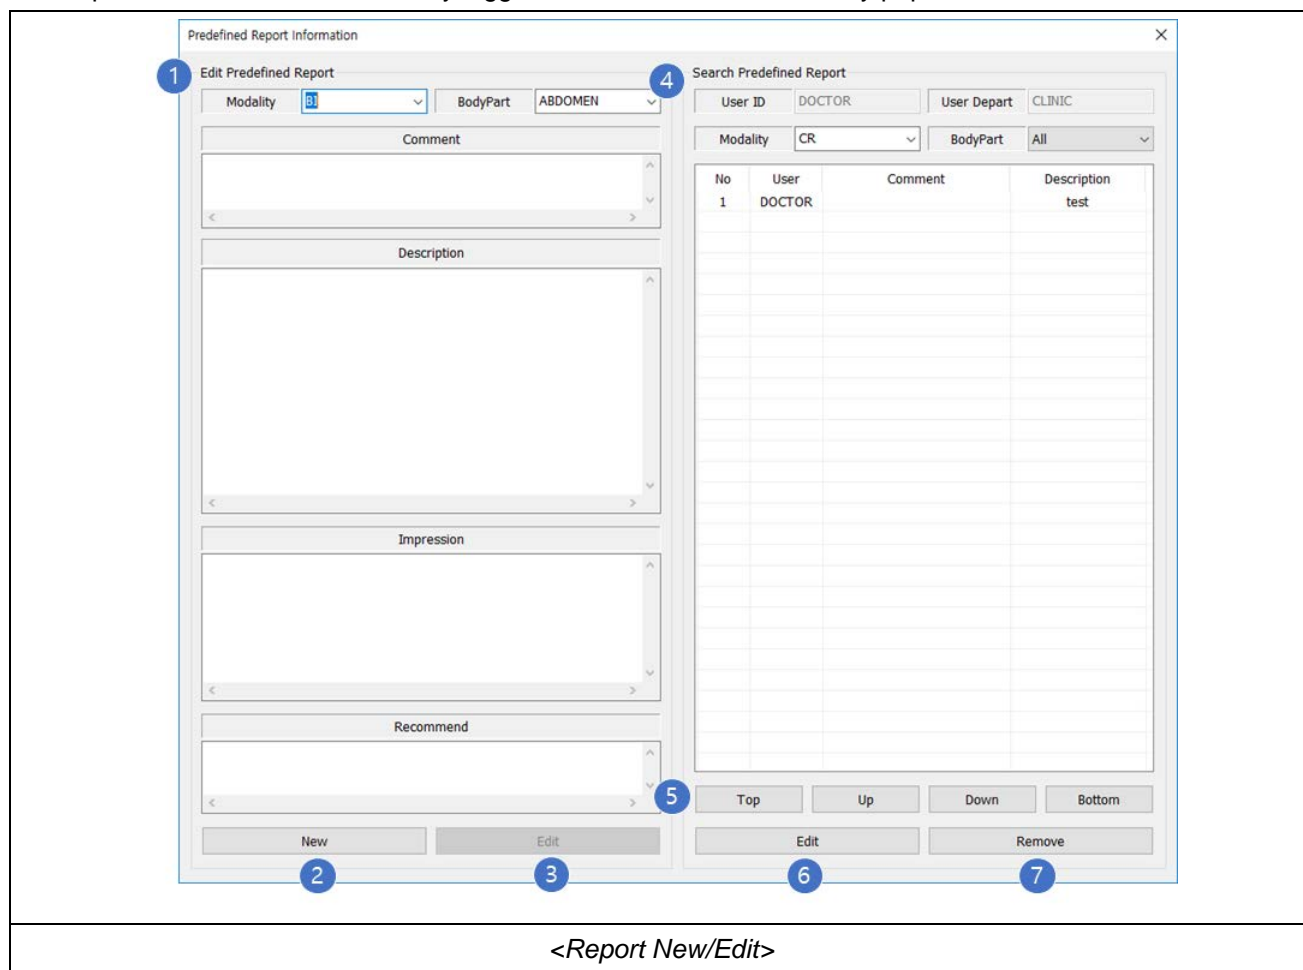 Predefined Report Information
1 Edit Predefined Report
Modality BI BodyPart ABDOMEN
Comment
Description
Impression
Recommend
New Edit
2 3
4 Search Predefined Report
User ID DOCTOR User Depart CLINIC
Modality CR BodyPart All
No User Comment Description
1 DOCTOR test
5 Top Up Down Bottom
Edit Remove
6 7
<Report New/Edit>